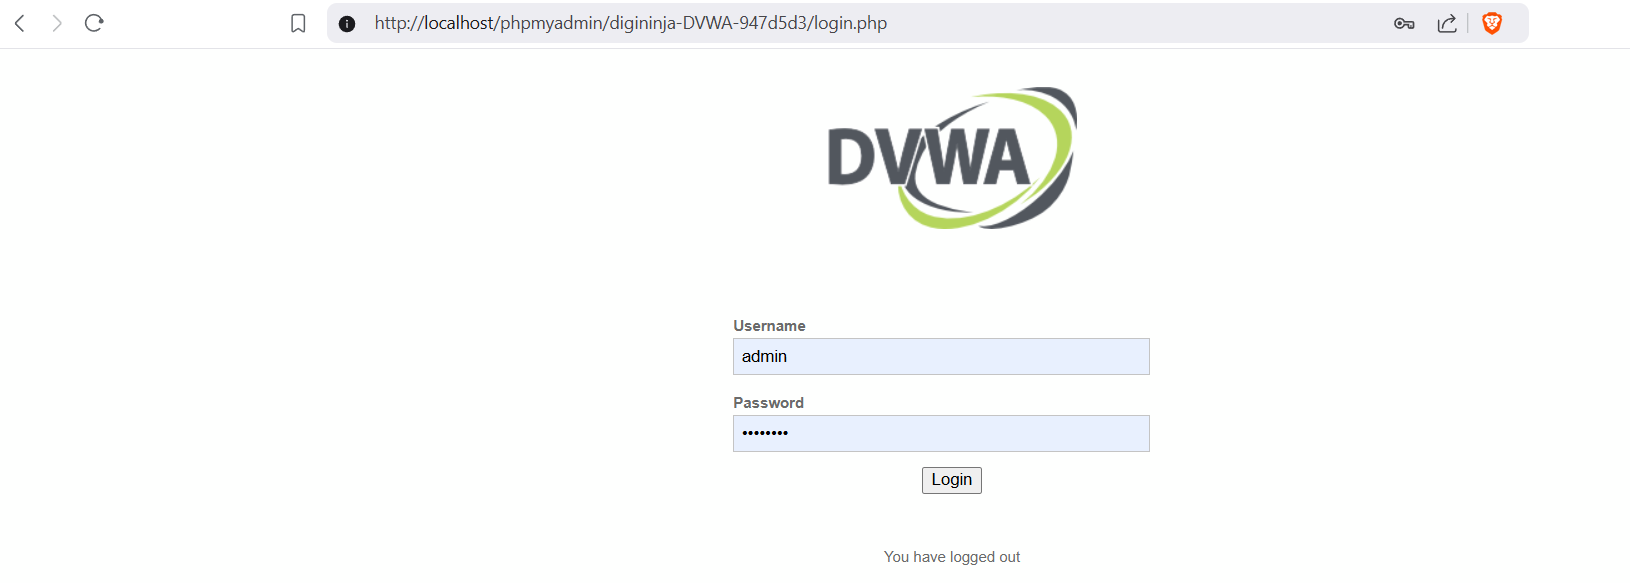 http://localhost/phpmyadmin/digininja-DVWA-947d5d3/login.php
DVWA
Username
admin
Password
••••••••
Login
You have logged out